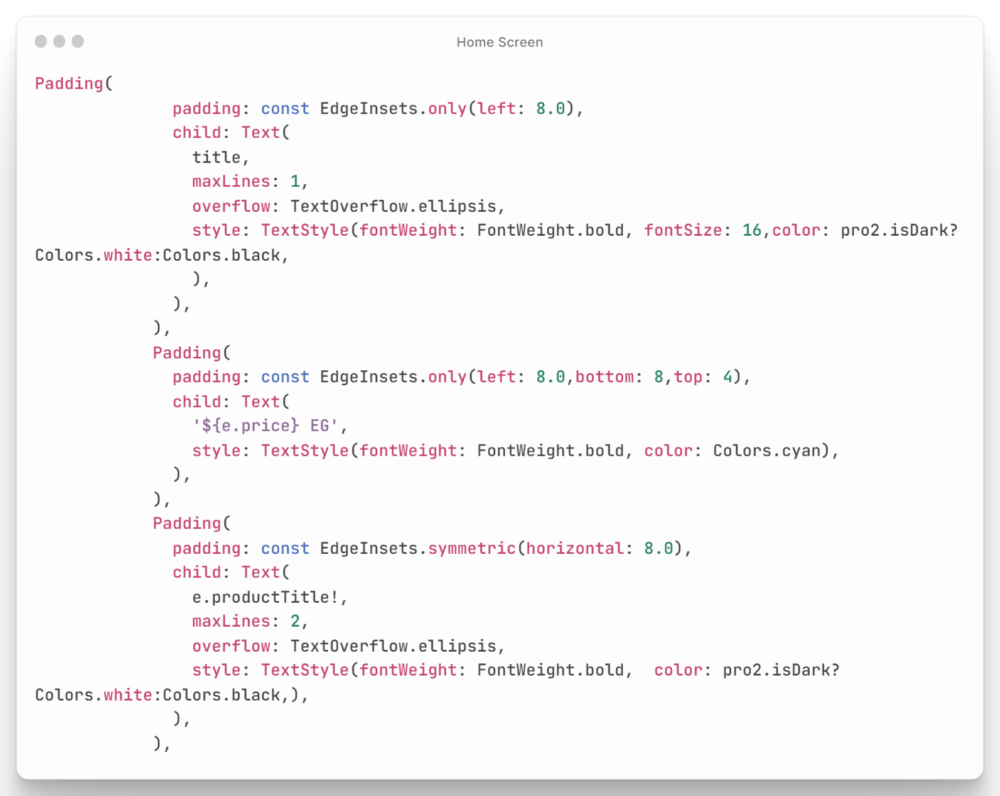 Home Screen
Padding(
              padding: const EdgeInsets.only(left: 8.0),
              child: Text(
                title,
                maxLines: 1,
                overflow: TextOverflow.ellipsis,
                style: TextStyle(fontWeight: FontWeight.bold, fontSize: 16,color: pro2.isDark?
Colors.white:Colors.black,
                ),
              ),
            ),
            Padding(
              padding: const EdgeInsets.only(left: 8.0,bottom: 8,top: 4),
              child: Text(
                '${e.price} EG',
                style: TextStyle(fontWeight: FontWeight.bold, color: Colors.cyan),
              ),
            ),
            Padding(
              padding: const EdgeInsets.symmetric(horizontal: 8.0),
              child: Text(
                e.productTitle!,
                maxLines: 2,
                overflow: TextOverflow.ellipsis,
                style: TextStyle(fontWeight: FontWeight.bold,  color: pro2.isDark?
Colors.white:Colors.black,),
              ),
            ),